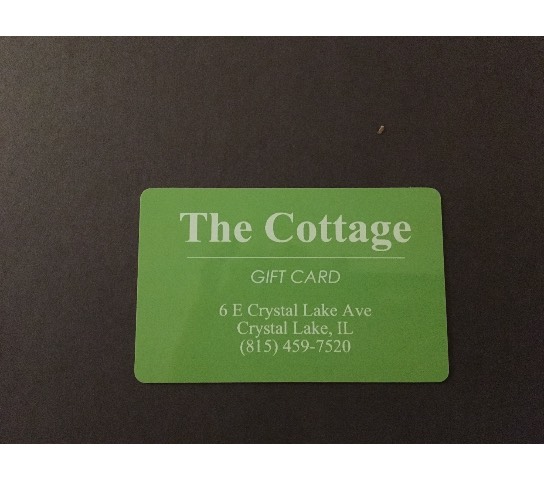 The Cottage
GIFT CARD
6 E Crystal Lake Ave
Crystal Lake, IL
(815) 459-7520